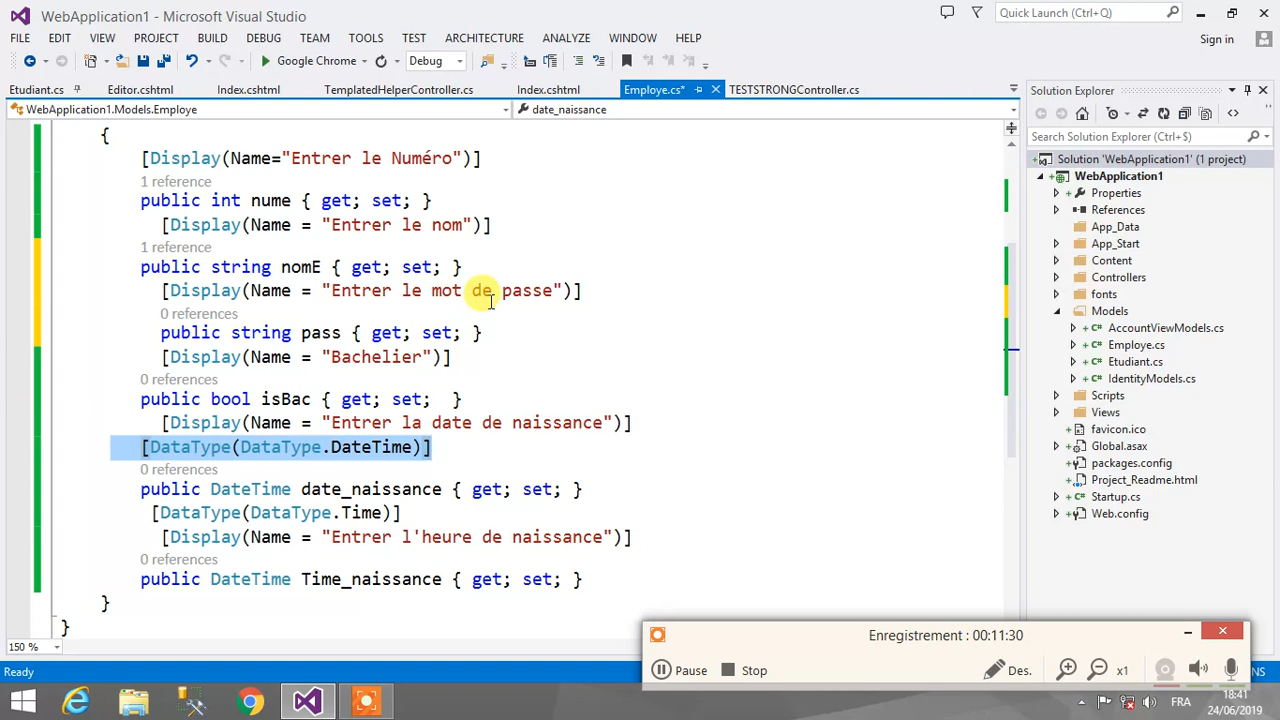 WebApplication1 - Microsoft Visual Studio
Quick Launch (Ctrl+Q)
FILE EDIT VIEW PROJECT BUILD DEBUG TEAM TOOLS TEST ARCHITECTURE ANALYZE WINDOW HELP
Sign in
Google Chrome Debug
Etudiant.cs Editor.cshtml Index.cshtml TemplatedHelperController.cs Index.cshtml Employe.cs* TESTSTRONGController.cs
WebApplication1.Models.Employe date_naissance
{
[Display(Name="Entrer le Numéro")]
1 reference
public int nume { get; set; }
[Display(Name = "Entrer le nom")]
1 reference
public string nomE { get; set; }
[Display(Name = "Entrer le mot de passe")]
0 references
public string pass { get; set; }
[Display(Name = "Bachelier")]
0 references
public bool isBac { get; set;  }
[Display(Name = "Entrer la date de naissance")]
[DataType(DataType.DateTime)]
0 references
public DateTime date_naissance { get; set; }
[DataType(DataType.Time)]
[Display(Name = "Entrer l'heure de naissance")]
0 references
public DateTime Time_naissance { get; set; }
}
}
150 %
Ready
Solution Explorer
Search Solution Explorer (Ctrl+$)
Solution 'WebApplication1' (1 project)
WebApplication1
Properties
References
App_Data
App_Start
Content
Controllers
fonts
Models
AccountViewModels.cs
Employe.cs
Etudiant.cs
IdentityModels.cs
Scripts
Views
favicon.ico
Global.asax
packages.config
Project_Readme.html
Startup.cs
Web.config
Enregistrement : 00:11:30
Pause Stop Des. x1
NS
FRA
18:41
24/06/2019